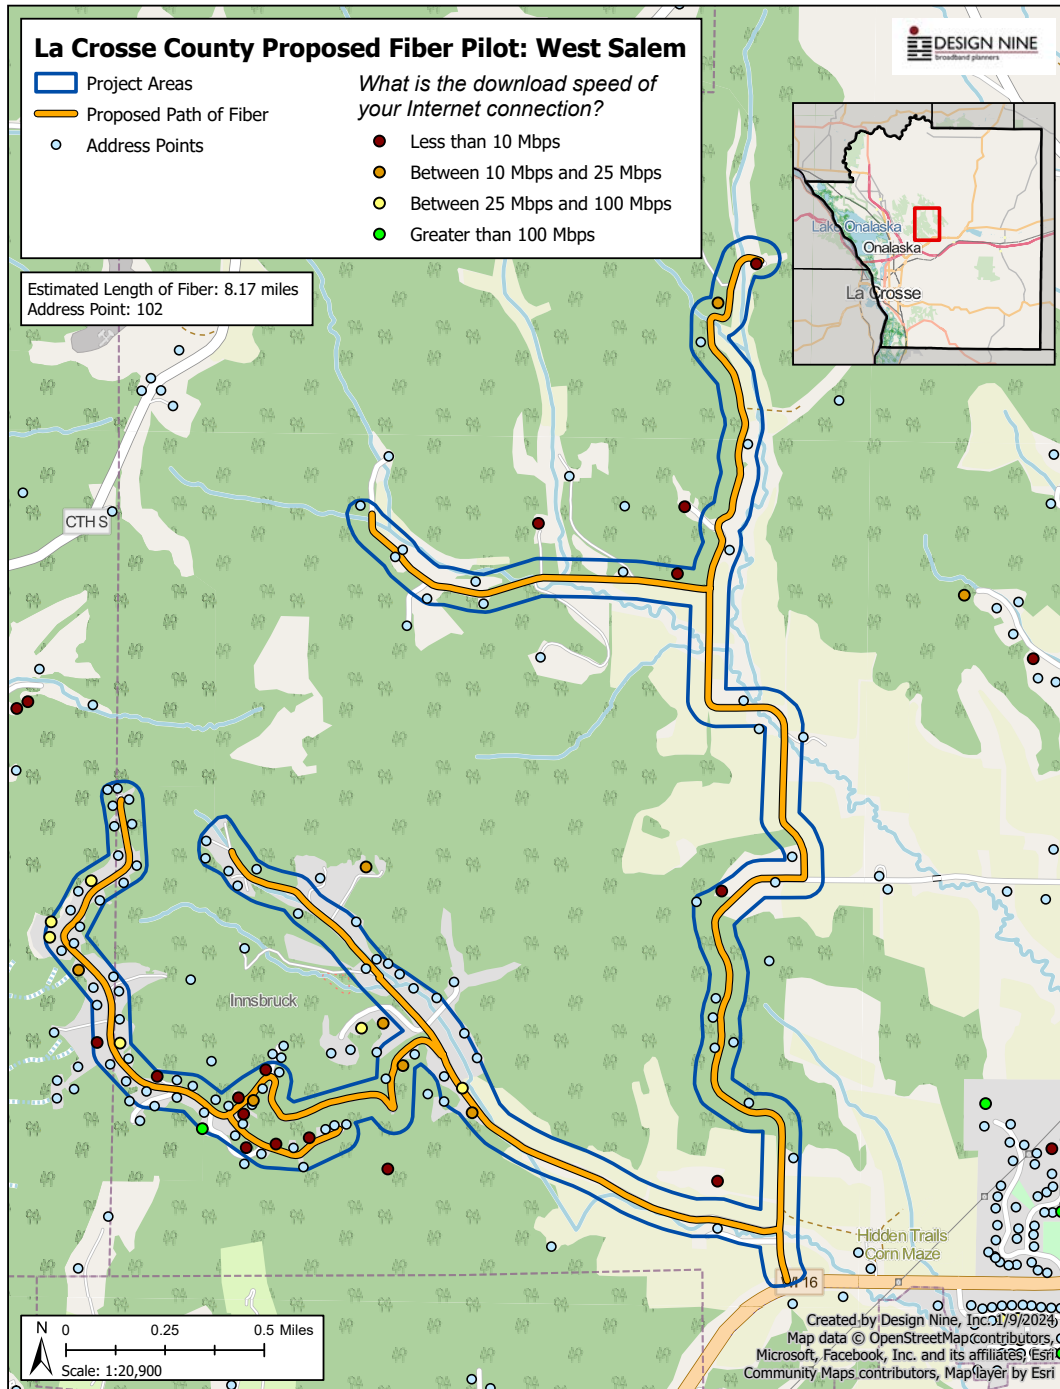 La Crosse County Proposed Fiber Pilot: West Salem
Project Areas
Proposed Path of Fiber
Address Points
What is the download speed of
your Internet connection?
Less than 10 Mbps
Between 10 Mbps and 25 Mbps
Between 25 Mbps and 100 Mbps
Greater than 100 Mbps
DESIGN NINE
broadband planners
Lake Onalaska
Onalaska
La Crosse
Estimated Length of Fiber: 8.17 miles
Address Point: 102
CTH S
Innsbruck
Hidden Trails
Corn Maze
WI 16
N
0 0.25 0.5 Miles
Scale: 1:20,900
Created by Design Nine, Inc. 1/9/2024
Map data © OpenStreetMap contributors,
Microsoft, Facebook, Inc. and its affiliates, Esri
Community Maps contributors, Map layer by Esri